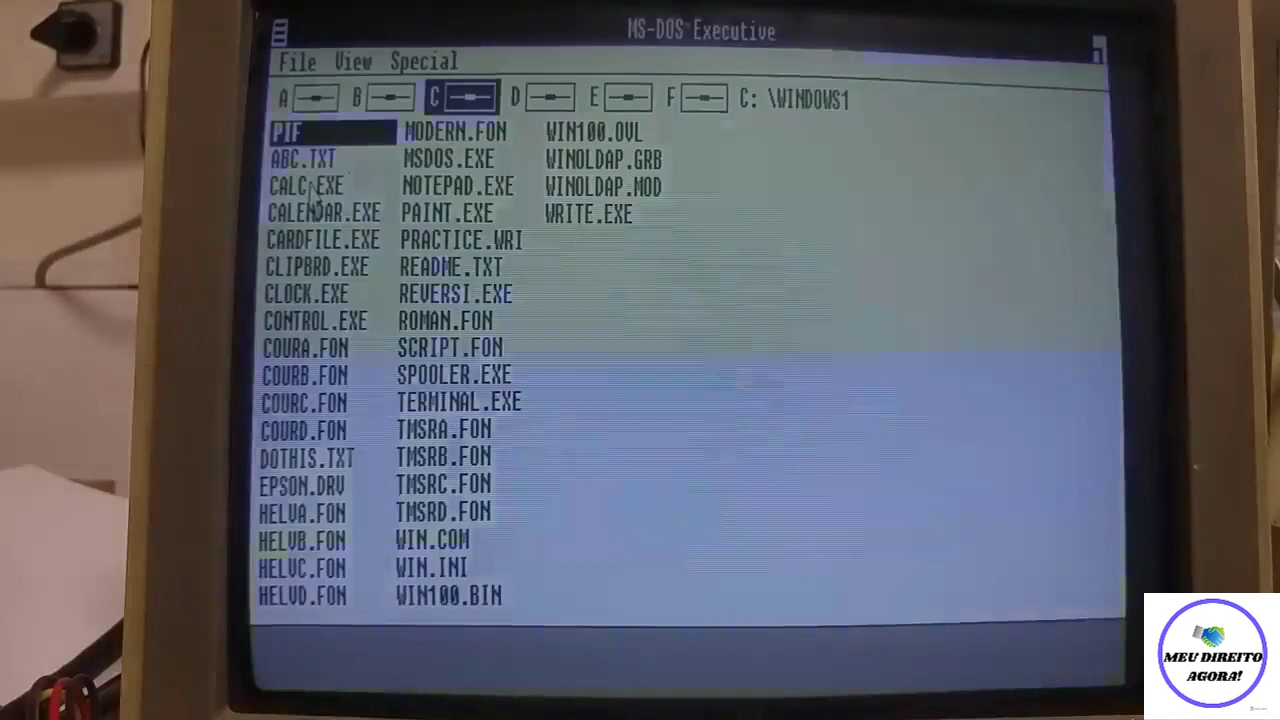 MS-DOS Executive
File View Special
A B C D E F C: \WINDOWS1
PIF MODERN.FON WIN100.OVL
ABC.TXT MSDOS.EXE WINOLDAP.GRB
CALC.EXE NOTEPAD.EXE WINOLDAP.MOD
CALENDAR.EXE PAINT.EXE WRITE.EXE
CARDFILE.EXE PRACTICE.WRI
CLIPBRD.EXE README.TXT
CLOCK.EXE REVERSI.EXE
CONTROL.EXE ROMAN.FON
COURA.FON SCRIPT.FON
COURB.FON SPOOLER.EXE
COURC.FON TERMINAL.EXE
COURD.FON TMSRA.FON
DOTHIS.TXT TMSRB.FON
EPSON.DRV TMSRC.FON
HELVA.FON TMSRD.FON
HELVB.FON WIN.COM
HELVC.FON WIN.INI
HELVD.FON WIN100.BIN
MEU DIREITO
AGORA!